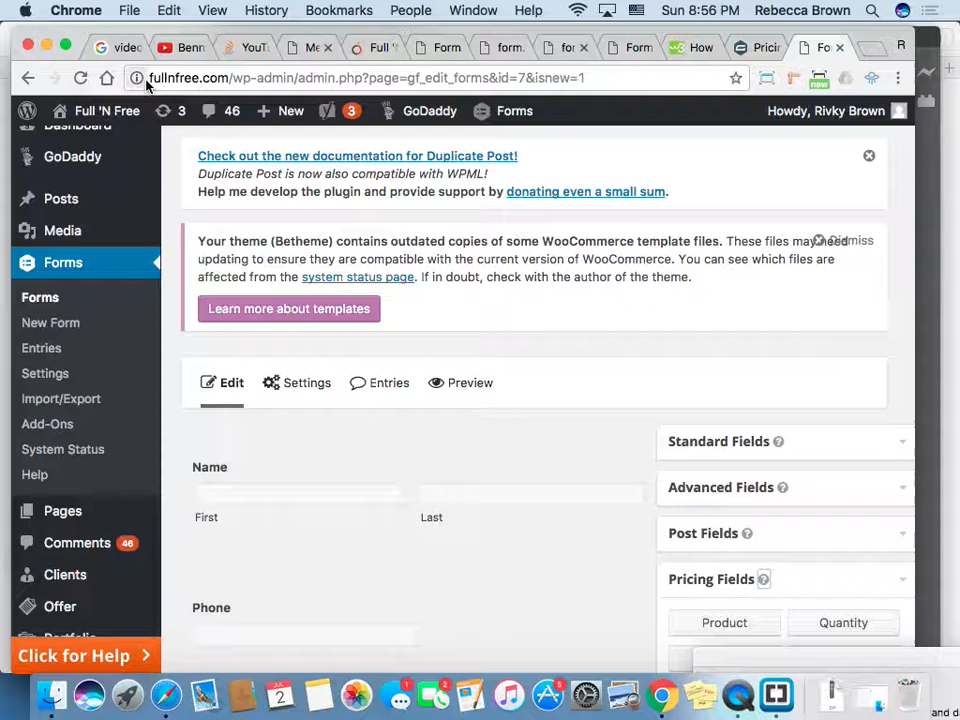 Chrome File Edit View History Bookmarks People Window Help Sun 8:56 PM Rebecca Brown
video Benn YouTu Me Full ' Form form. fo Form How Pricin Fo R
fullnfree.com/wp-admin/admin.php?page=gf_edit_forms&id=7&isnew=1
new
Full 'N Free 3 46 + New 3 GoDaddy Forms Howdy, Rivky Brown
Dashboard
GoDaddy
Posts
Media
Forms
Forms
New Form
Entries
Settings
Import/Export
Add-Ons
System Status
Help
Pages
Comments 46
Clients
Offer
Portfolio
Click for Help
Check out the new documentation for Duplicate Post!
Duplicate Post is now also compatible with WPML!
Help me develop the plugin and provide support by donating even a small sum.
Your theme (Betheme) contains outdated copies of some WooCommerce template files. These files may need
Dismiss
updating to ensure they are compatible with the current version of WooCommerce. You can see which files are
affected from the system status page. If in doubt, check with the author of the theme.
Learn more about templates
Edit Settings Entries Preview
Name
First Last
Phone
Standard Fields
Advanced Fields
Post Fields
Pricing Fields
Product Quantity
and d